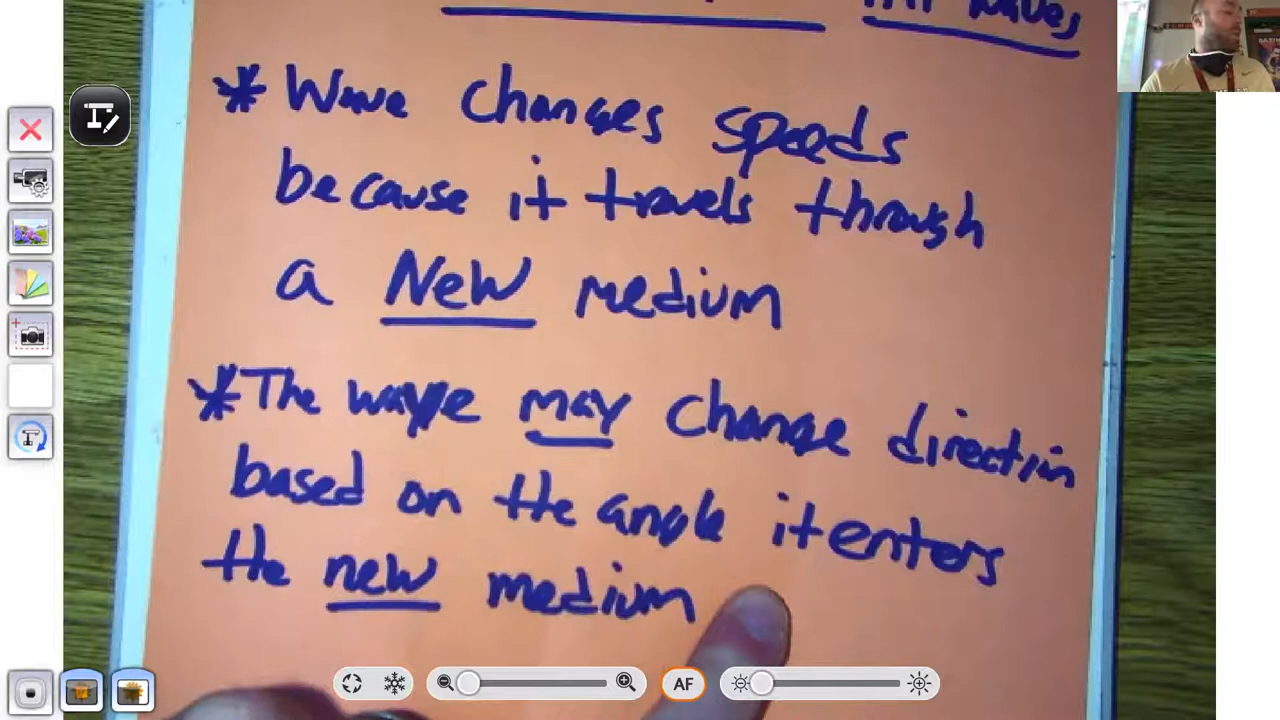 waves
* Wave changes speeds
because it travels through
a New medium
* The wave may change direction
based on the angle it enters
the new medium
AF